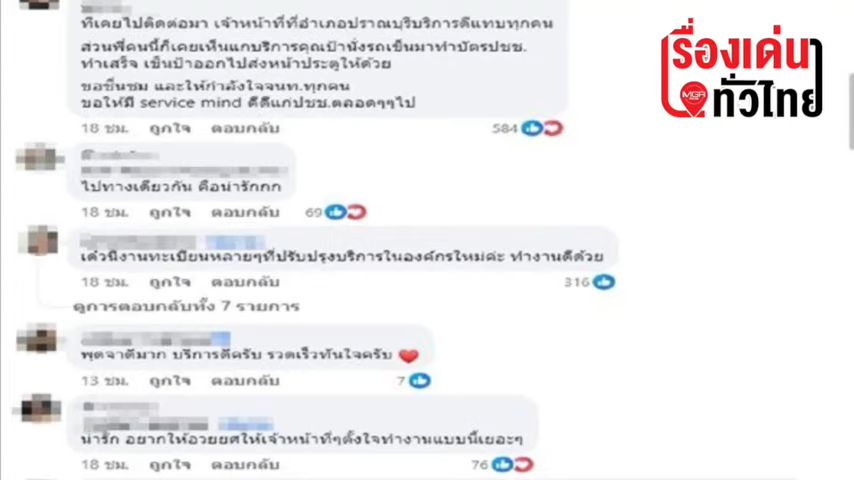 ที่เคยไปติดต่อมา เจ้าหน้าที่ที่อำเภอปราณบุรีบริการดีแทบทุกคน
ส่วนพี่คนนี้ก็เคยเห็นแกบริการคุณป้านั่งรถเข็นมาทำบัตรปชช.
ทำเสร็จ เข็นป้าออกไปส่งหน้าประตูให้ด้วย
ขอชื่นชม และให้กำลังใจจนท.ทุกคน
ขอให้มี service mind ดีดีแก่ปชช.ตลอดๆๆไป
18 ชม. ถูกใจ ตอบกลับ 584
ไปทางเดียวกัน คือน่ารักกก
18 ชม. ถูกใจ ตอบกลับ 69
เด๋วนี้งานทะเบียนหลายๆที่ปรับปรุงบริการในองค์กรใหม่ค่ะ ทำงานดีด้วย
18 ชม. ถูกใจ ตอบกลับ 316
ดูการตอบกลับทั้ง 7 รายการ
พูดจาดีมาก บริการดีครับ รวดเร็วทันใจครับ
13 ชม. ถูกใจ ตอบกลับ 7
น่ารัก อยากให้อวยยศให้เจ้าหน้าที่ๆตั้งใจทำงานแบบนี้เยอะๆ
18 ชม. ถูกใจ ตอบกลับ 76
เรื่องเด่น
MGR
ทั่วไทย